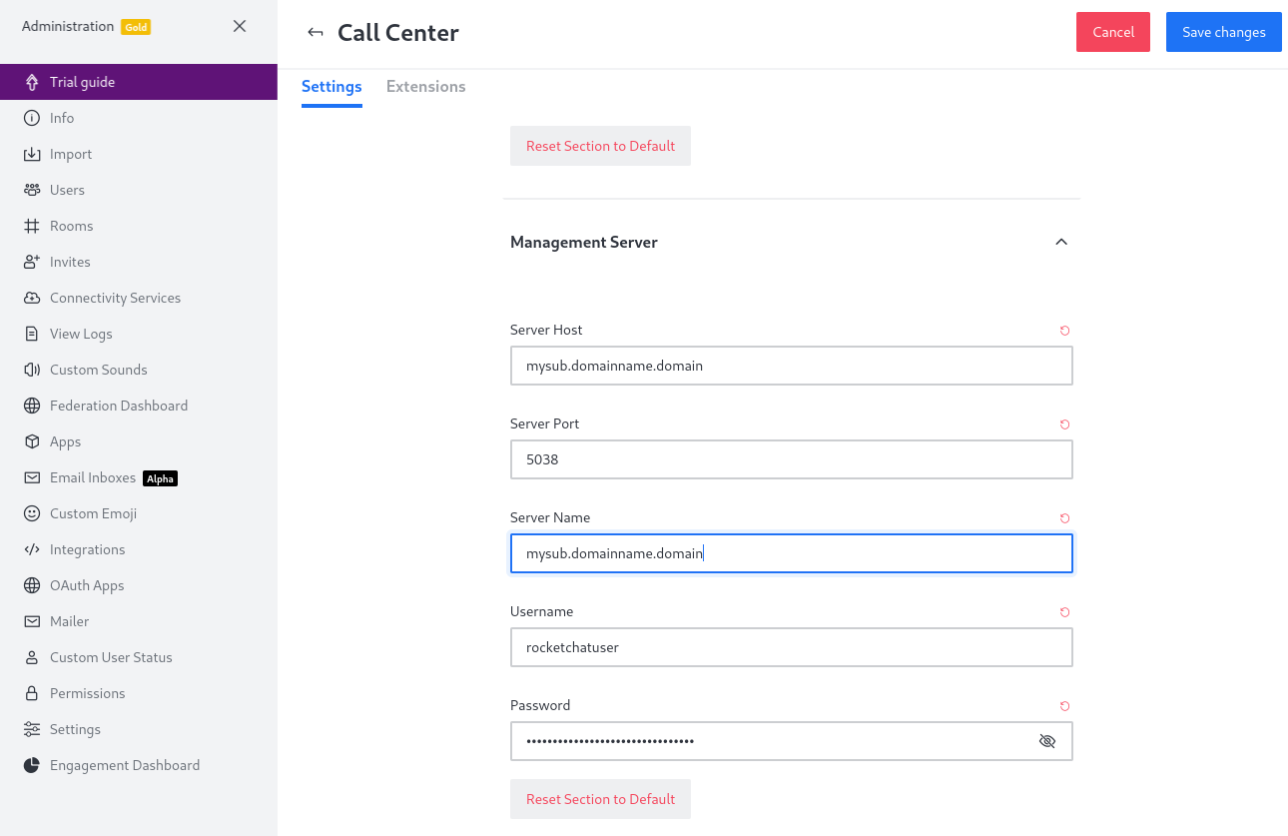 Administration Gold
Trial guide
Info
Import
Users
Rooms
Invites
Connectivity Services
View Logs
Custom Sounds
Federation Dashboard
Apps
Email Inboxes Alpha
Custom Emoji
Integrations
OAuth Apps
Mailer
Custom User Status
Permissions
Settings
Engagement Dashboard
Call Center
Cancel
Save changes
Settings
Extensions
Reset Section to Default
Management Server
Server Host
mysub.domainname.domain
Server Port
5038
Server Name
mysub.domainname.domain
Username
rocketchatuser
Password
Reset Section to Default